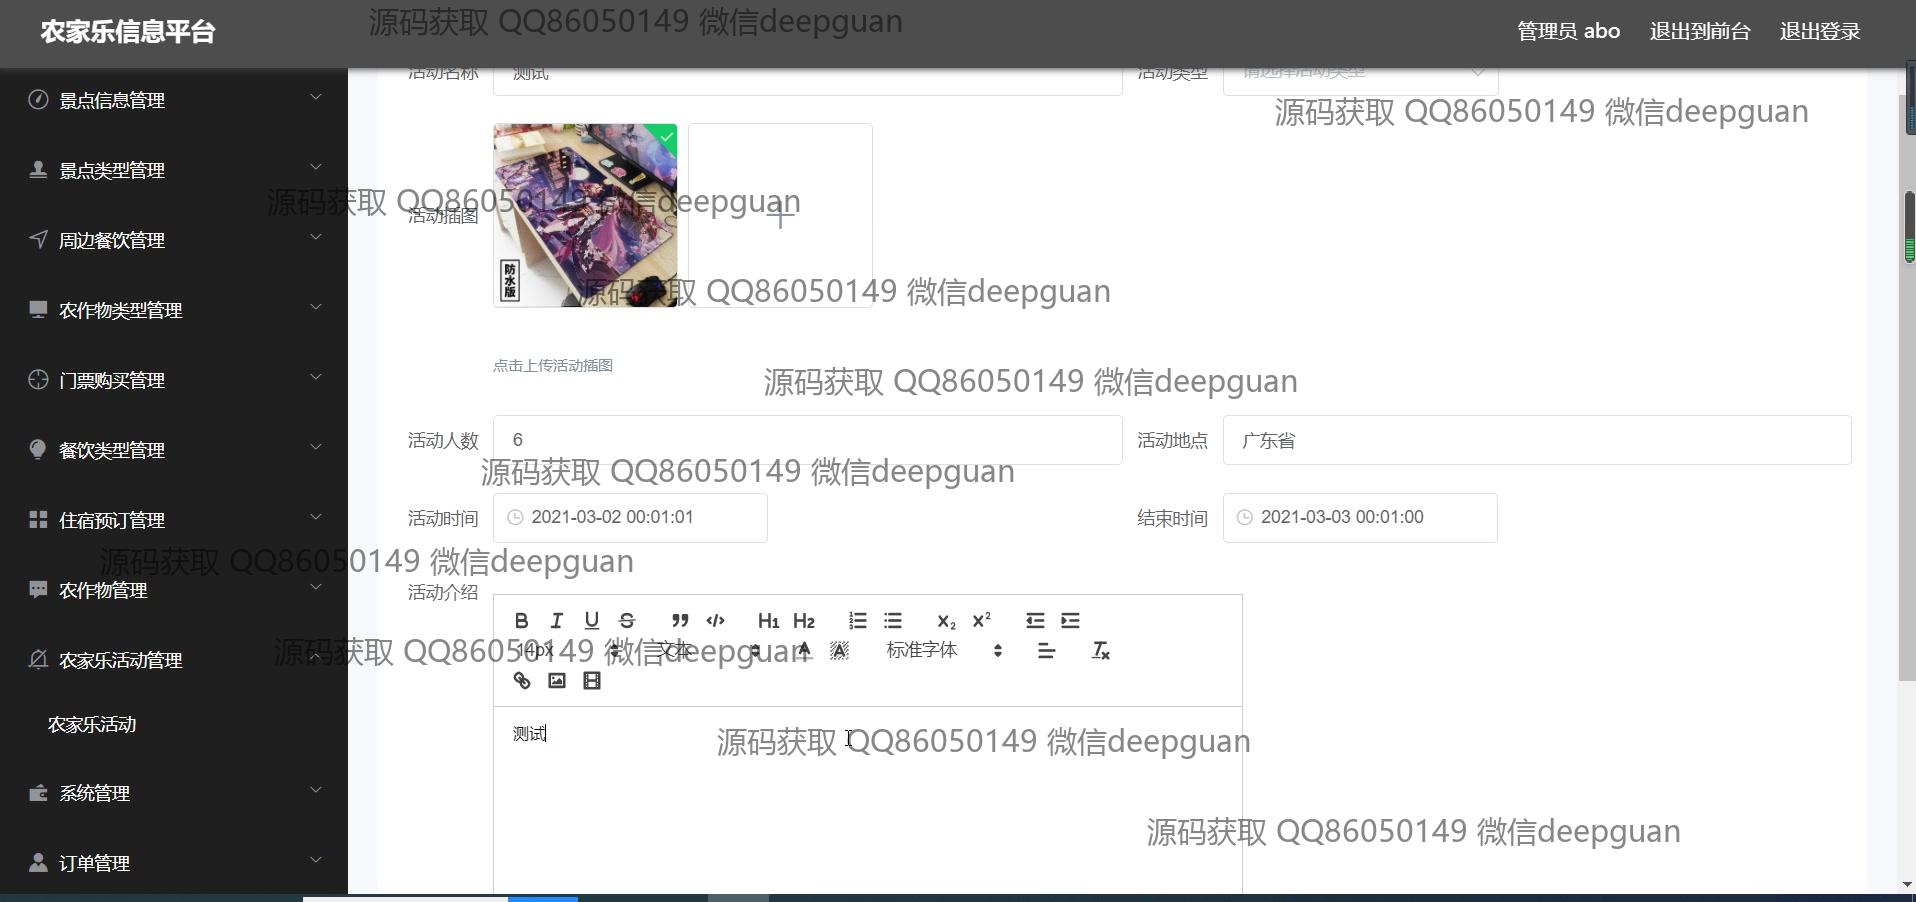 农家乐信息平台
源码获取 QQ86050149 微信deepguan
管理员 abo 退出到前台 退出登录
景点信息管理
景点类型管理
周边餐饮管理
农作物类型管理
门票购买管理
餐饮类型管理
住宿预订管理
农作物管理
农家乐活动管理
农家乐活动
系统管理
订单管理
活动名称 测试
活动类型 请选择活动类型
源码获取 QQ86050149 微信deepguan
源码获取 QQ86050149 微信deepguan
活动插图
防水版
源码获取 QQ86050149 微信deepguan
点击上传活动插图
源码获取 QQ86050149 微信deepguan
活动人数 6
活动地点 广东省
源码获取 QQ86050149 微信deepguan
活动时间 2021-03-02 00:01:01
结束时间 2021-03-03 00:01:00
源码获取 QQ86050149 微信deepguan
活动介绍
B I U S H1 H2 X2 X2
14px 文本 A A 标准字体 Tx
源码获取 QQ86050149 微信deepguan
测试
源码获取 QQ86050149 微信deepguan
源码获取 QQ86050149 微信deepguan